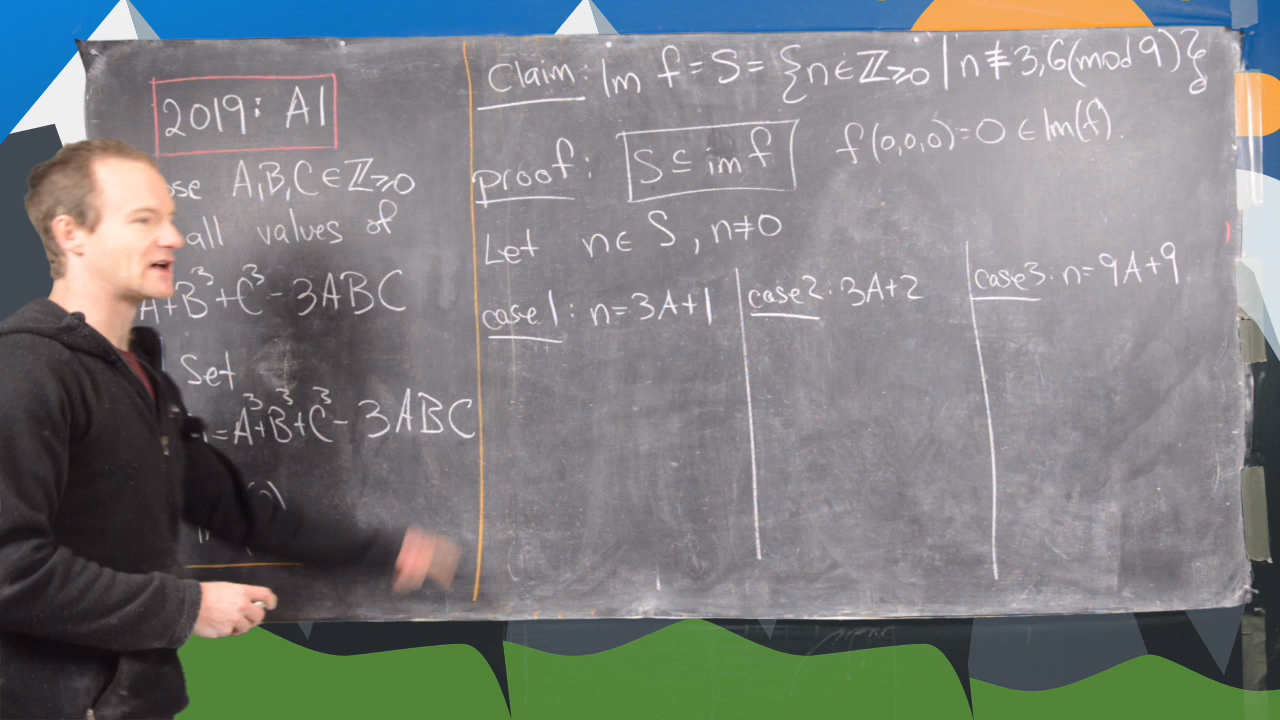 2019: A1
A,B,C ∈ ℤ≥0
all values of
A+B³+C³-3ABC
Set
=A³+B³+C³-3ABC
Claim: Im f=S={n∈ℤ≥0 | n≢3,6(mod 9)}
proof: S ⊆ im f f(0,0,0)=0 ∈ Im(f).
Let n∈ S, n≠0
case 1: n=3A+1
case 2: 3A+2
case 3: n=9A+9